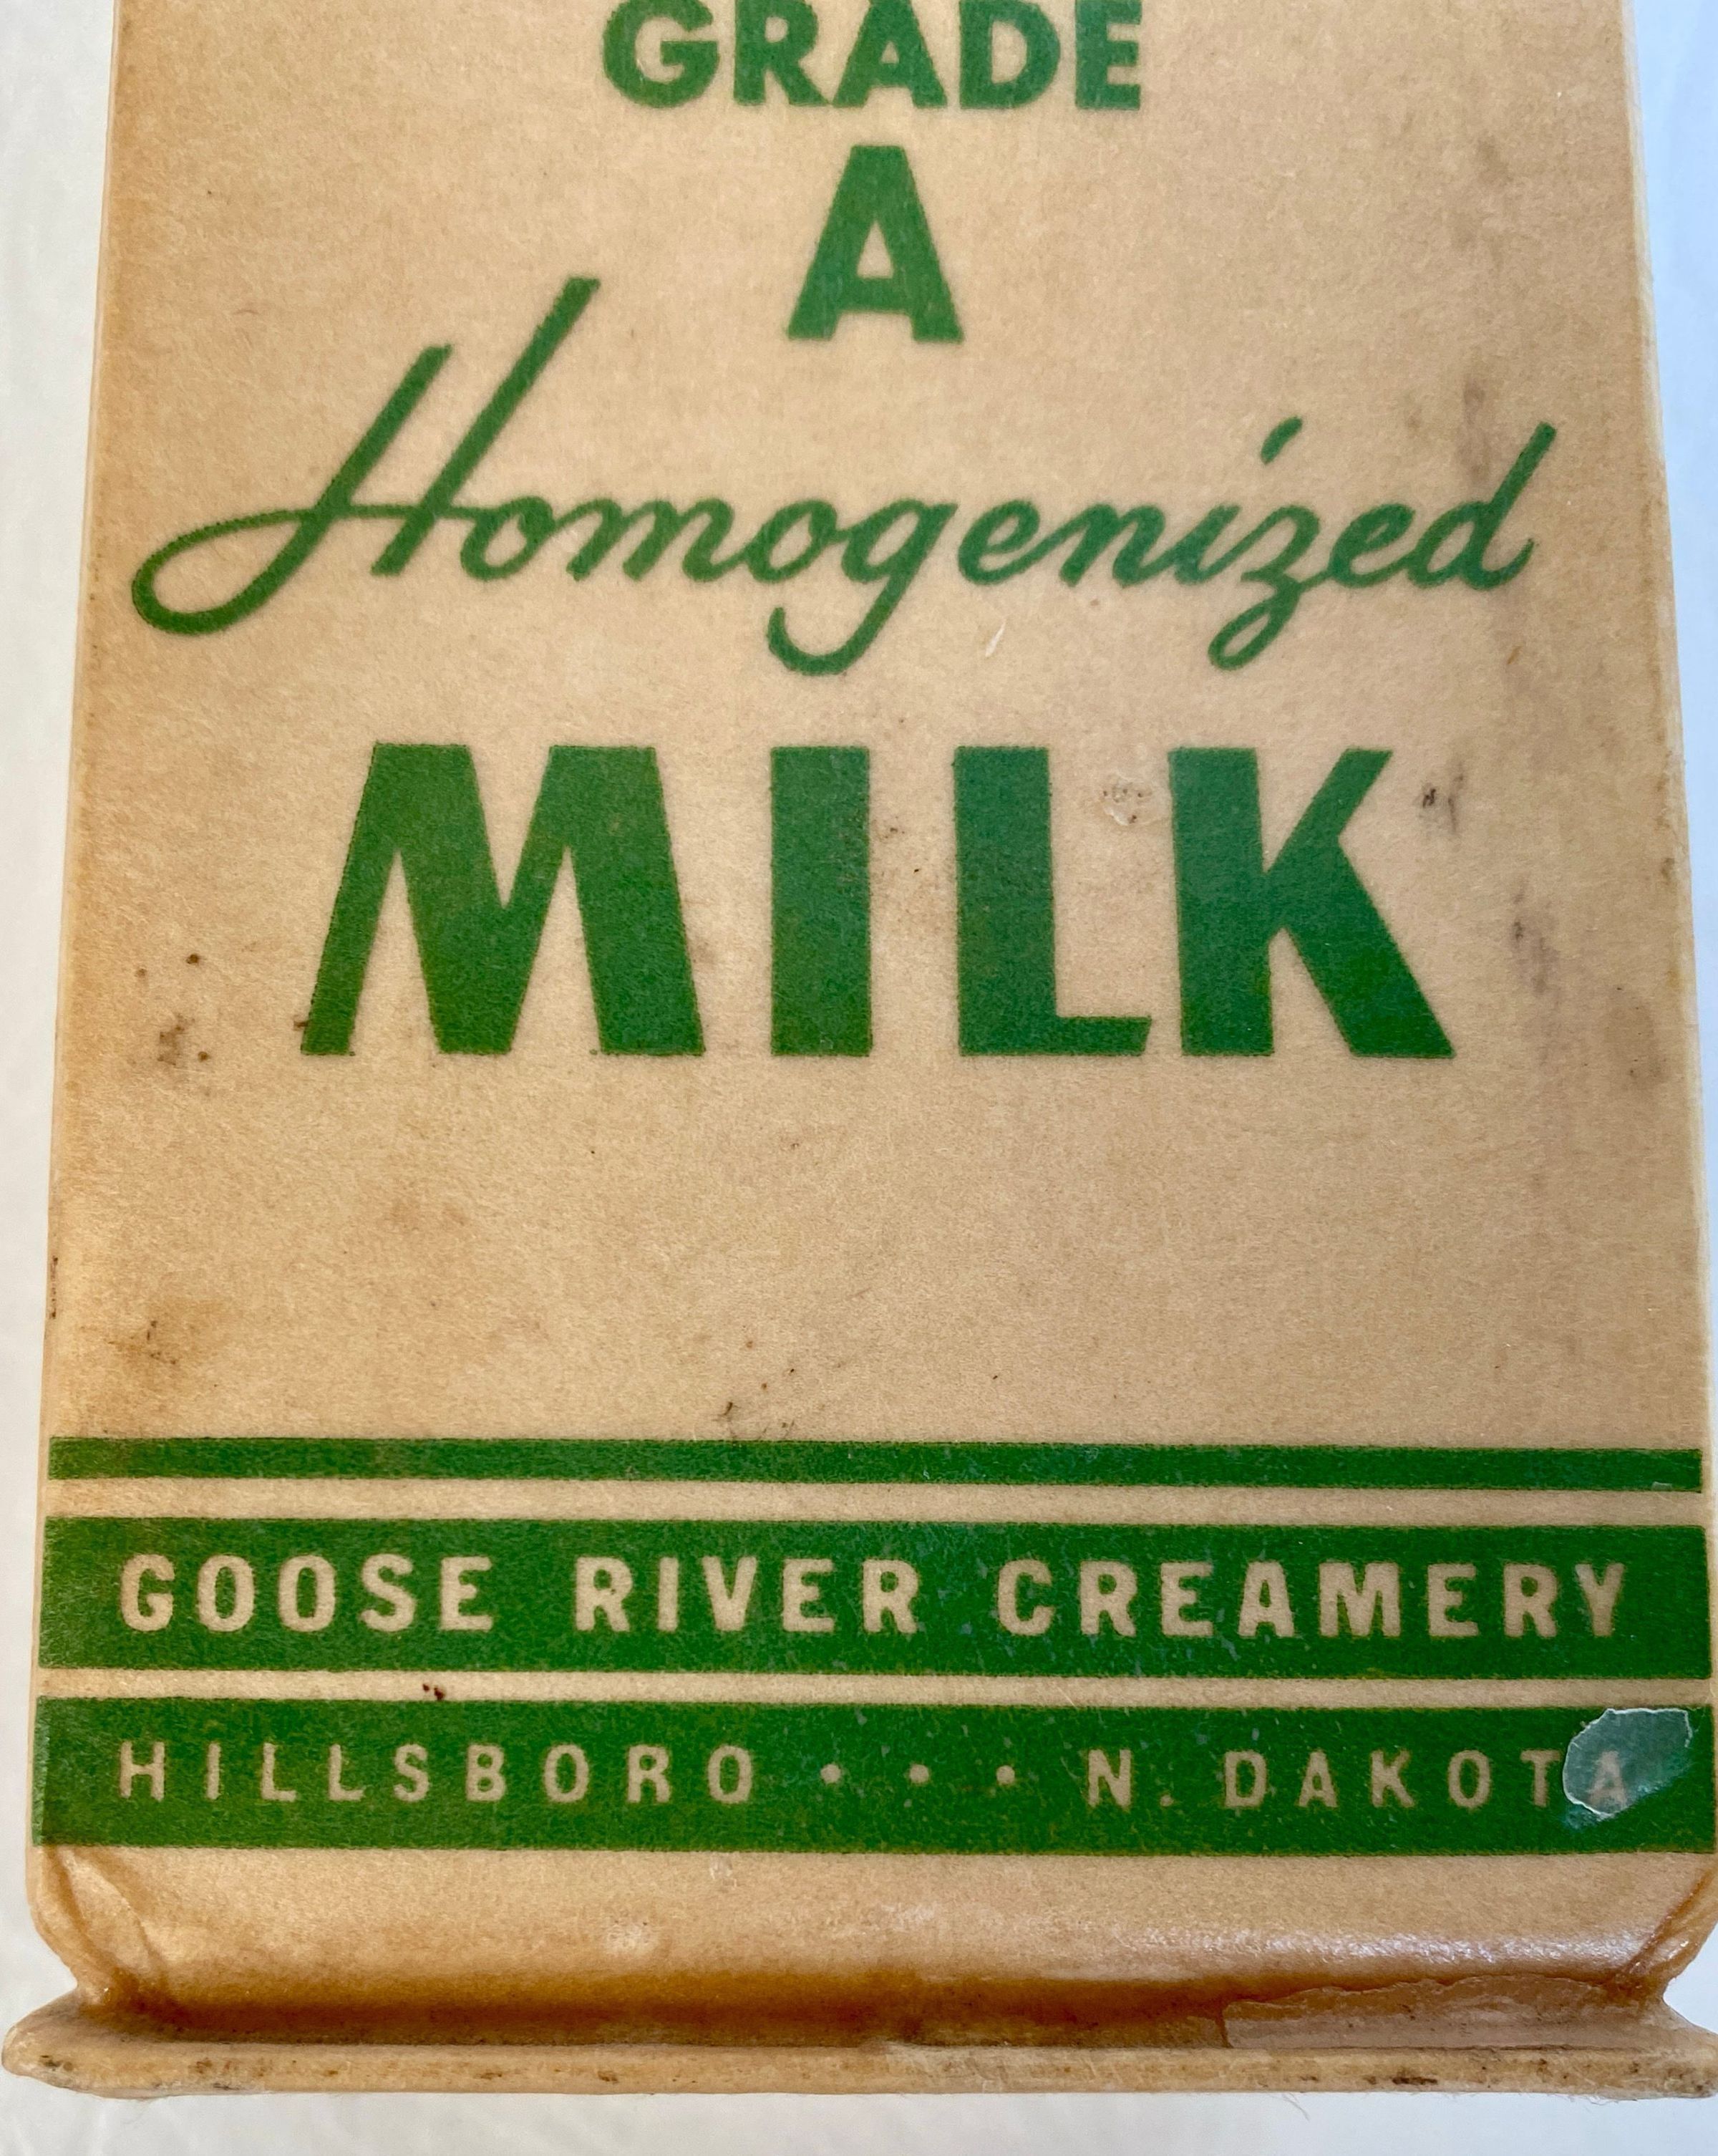 GRADE
A
Homogenized
MILK
GOOSE RIVER CREAMERY
HILLSBORO • • • N. DAKOTA